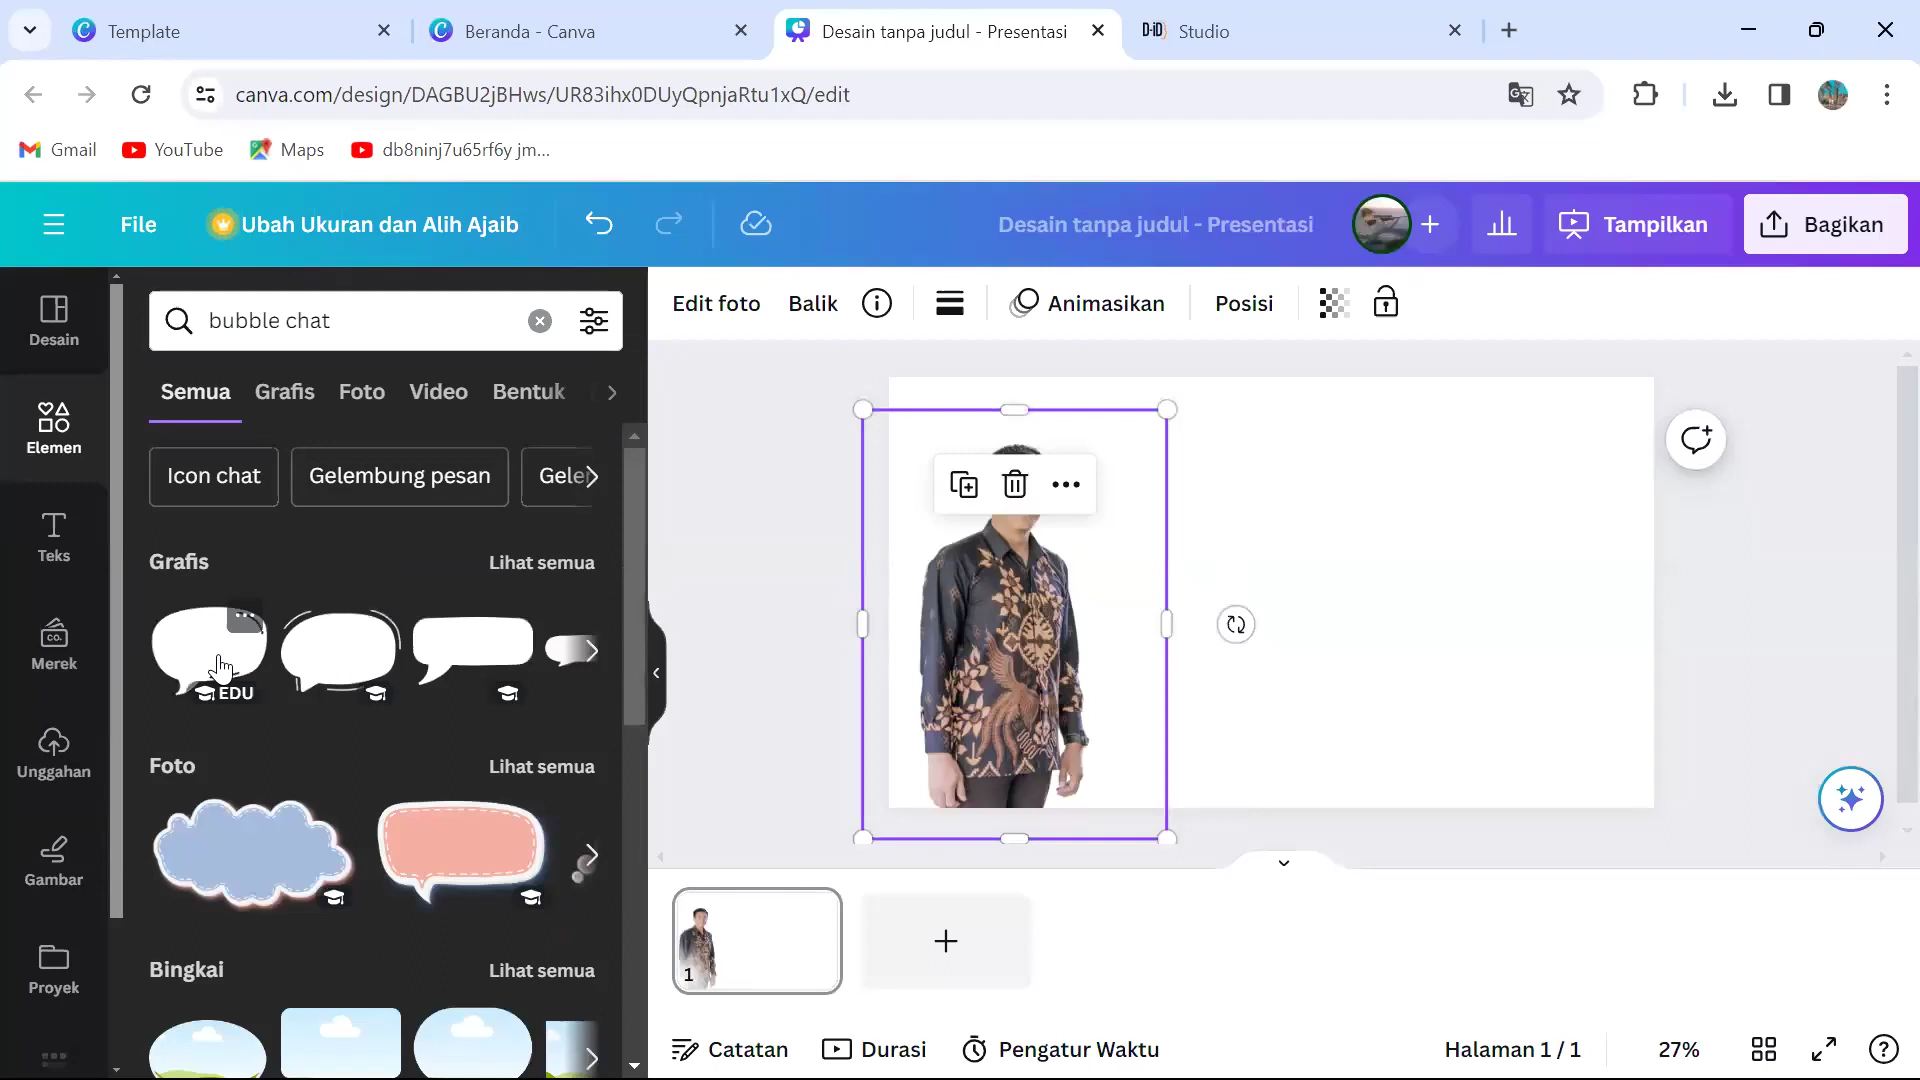 Template
Beranda - Canva
Desain tanpa judul - Presentasi
D-iD Studio
canva.com/design/DAGBU2jBHws/UR83ihx0DUyQpnjaRtu1xQ/edit
Gmail
YouTube
Maps
db8ninj7u65rf6y jm...
File
Ubah Ukuran dan Alih Ajaib
Desain tanpa judul - Presentasi
Tampilkan
Bagikan
Desain
Elemen
Teks
Merek
CO.
Unggahan
Gambar
Proyek
bubble chat
Semua
Grafis
Foto
Video
Bentuk
Icon chat
Gelembung pesan
Gele
Grafis
Lihat semua
EDU
Foto
Lihat semua
Bingkai
Lihat semua
Edit foto
Balik
Animasikan
Posisi
1
Catatan
Durasi
Pengatur Waktu
Halaman 1 / 1
27%